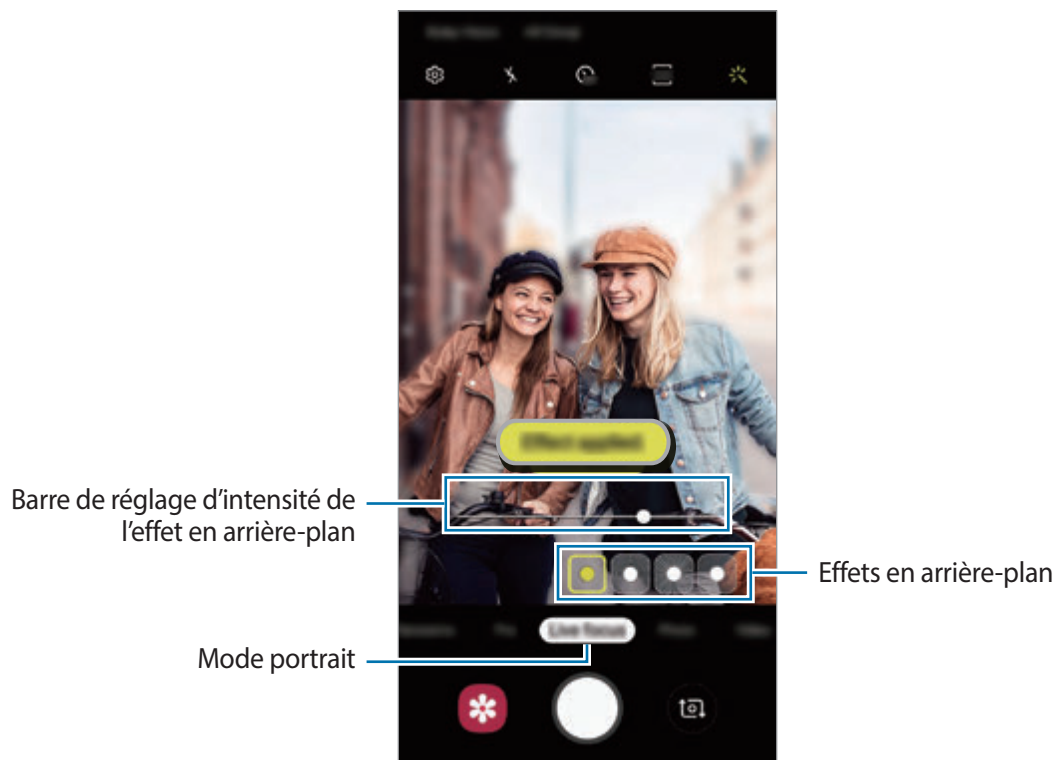 Effect applied.
Barre de réglage d’intensité de
l’effet en arrière-plan
Effets en arrière-plan
Live focus
Mode portrait